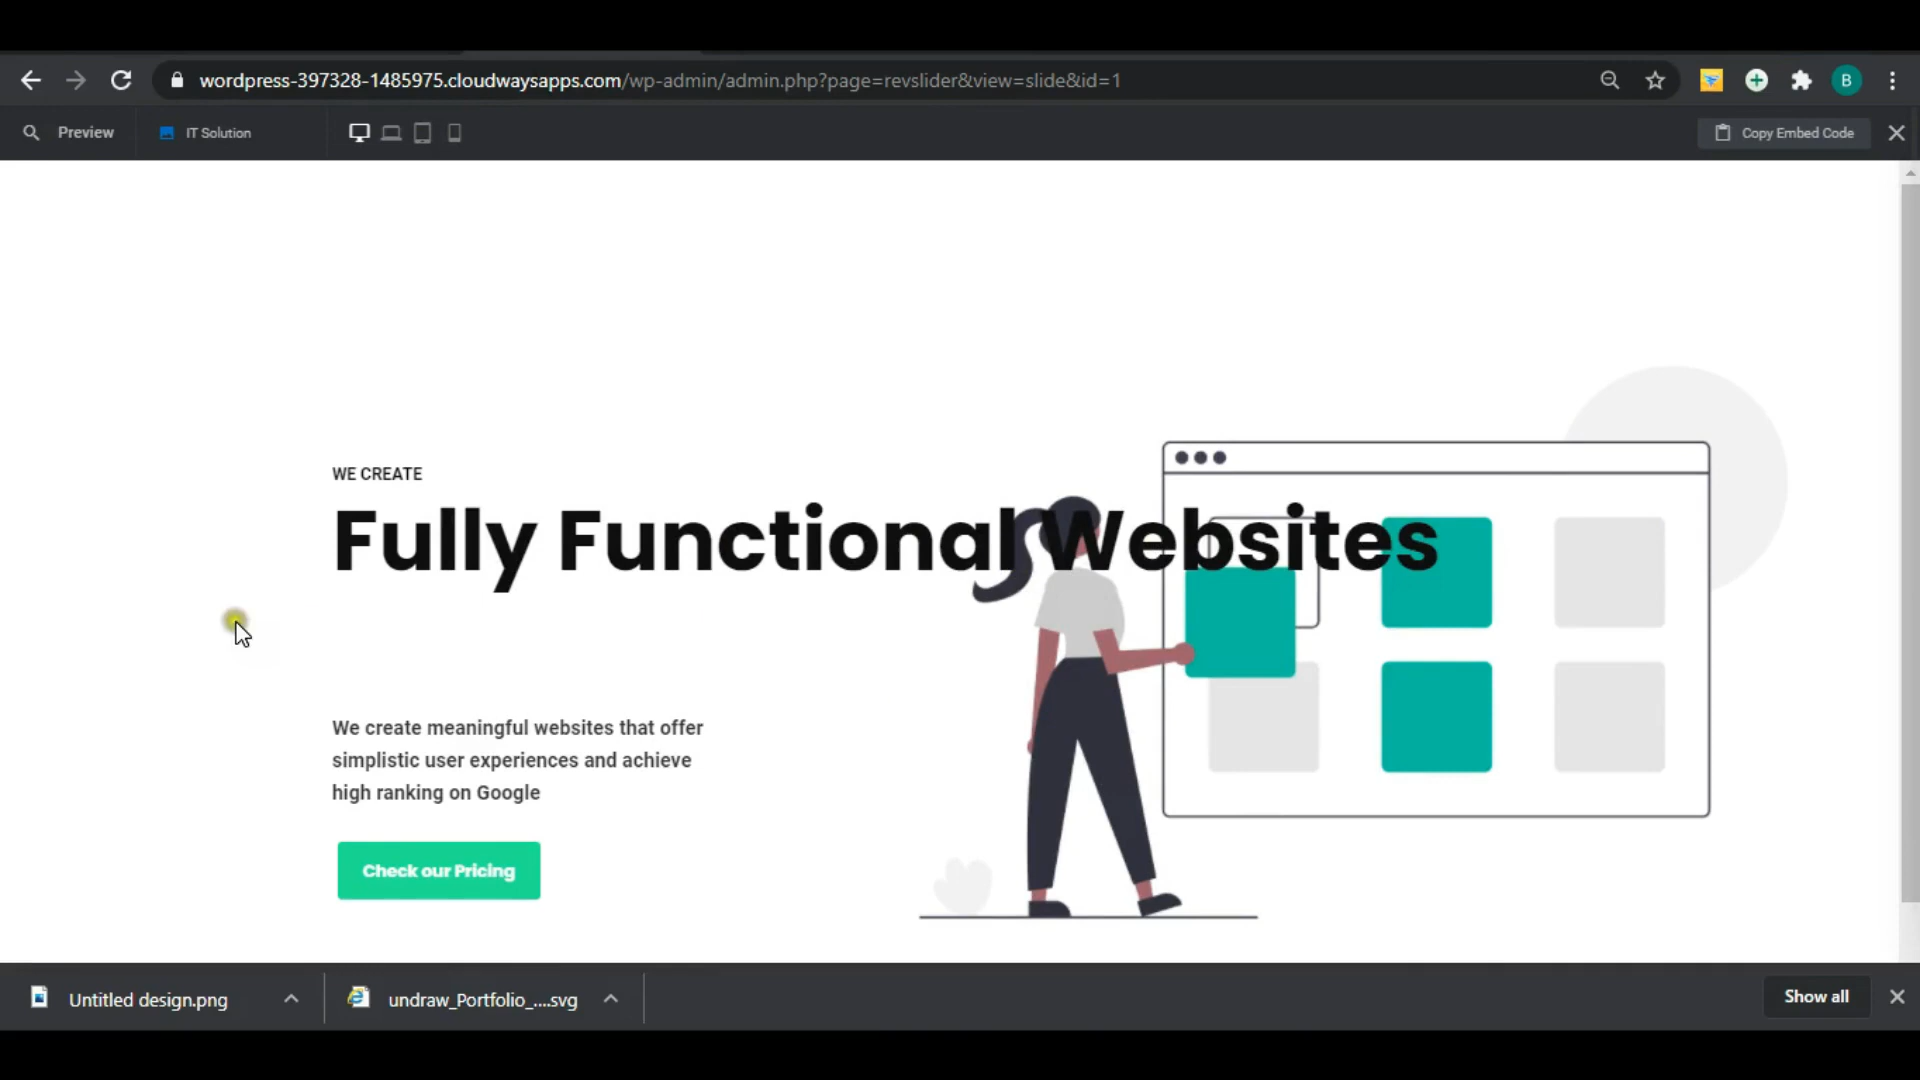 wordpress-397328-1485975.cloudwaysapps.com/wp-admin/admin.php?page=revslider&view=slide&id=1
B
Preview
IT Solution
Copy Embed Code
WE CREATE
Fully Functional Websites
We create meaningful websites that offer
simplistic user experiences and achieve
high ranking on Google
Check our Pricing
Untitled design.png
undraw_Portfolio_....svg
Show all